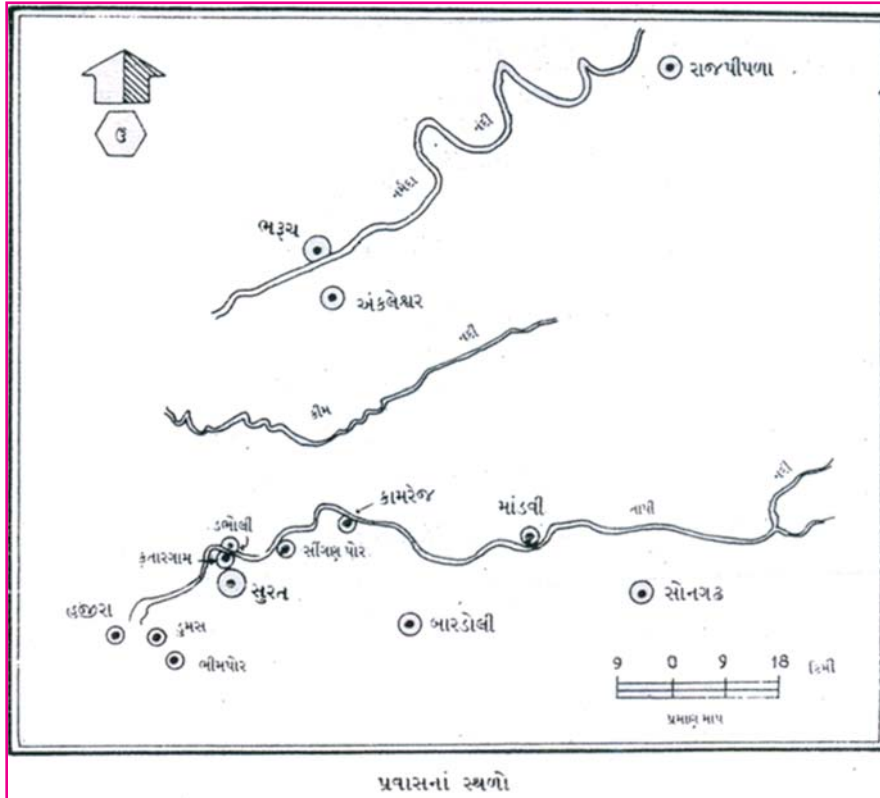 ઉ
રાજપીપળા
નદી
નર્મદા
ભરૂચ
અંકલેશ્વર
નદી
કીમ
કામરેજ
માંડવી
તાપી
નદી
ડભોલી
કતારગામ
સીંગણ પોર
સુરત
સોનગઢ
હજીરા
ડુમસ
બારડોલી
ભીમપોર
9 0 9 18 કિમી
પ્રમાણ માપ
પ્રવાસનાં સ્થળો